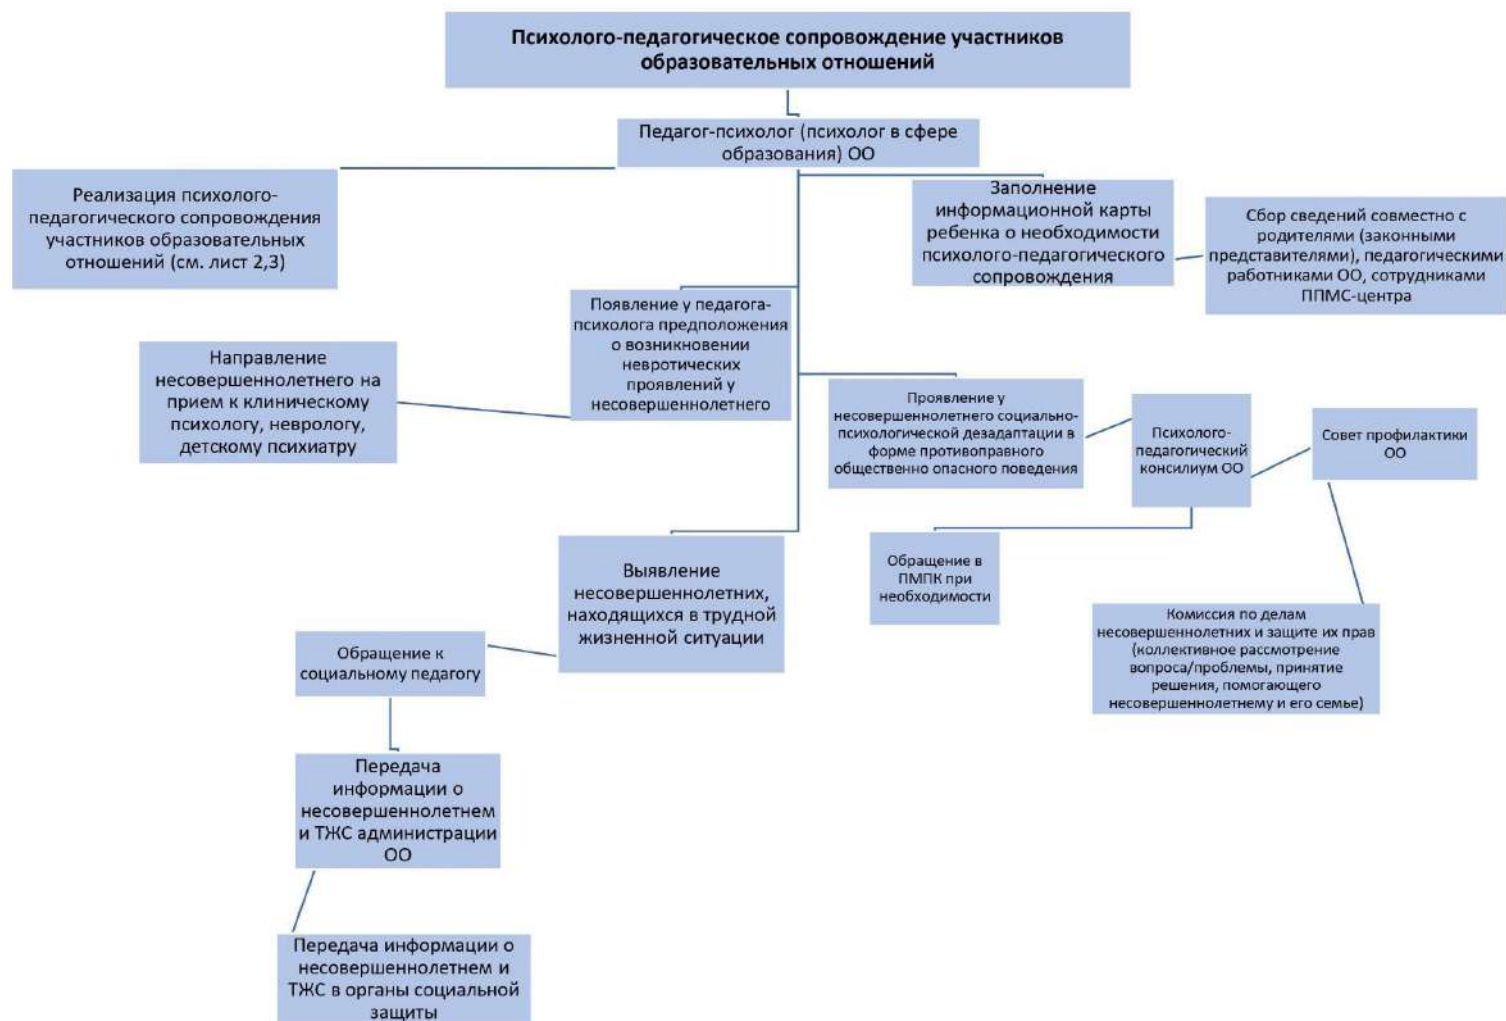 Психолого-педагогическое сопровождение участников
образовательных отношений
Педагог-психолог (психолог в сфере
образования) ОО
Реализация психолого-
педагогического сопровождения
участников образовательных
отношений (см. лист 2,3)
Заполнение
информационной карты
ребенка о необходимости
психолого-педагогического
сопровождения
Сбор сведений совместно с
родителями (законными
представителями), педагогическими
работниками ОО, сотрудниками
ППМС-центра
Появление у педагога-
психолога предположения
о возникновении
невротических
проявлений у
несовершеннолетнего
Направление
несовершеннолетнего на
прием к клиническому
психологу, неврологу,
детскому психиатру
Проявление у
несовершеннолетнего социально-
психологической дезадаптации в
форме противоправного
общественно опасного поведения
Психолого-
педагогический
консилиум ОО
Совет профилактики
ОО
Обращение в
ПМПК при
необходимости
Комиссия по делам
несовершеннолетних и защите их прав
(коллективное рассмотрение
вопроса/проблемы, принятие
решения, помогающего
несовершеннолетнему и его семье)
Выявление
несовершеннолетних,
находящихся в трудной
жизненной ситуации
Обращение к
социальному педагогу
Передача
информации о
несовершеннолетнем
и ТЖС администрации
ОО
Передача информации о
несовершеннолетнем и
ТЖС в органы социальной
защиты